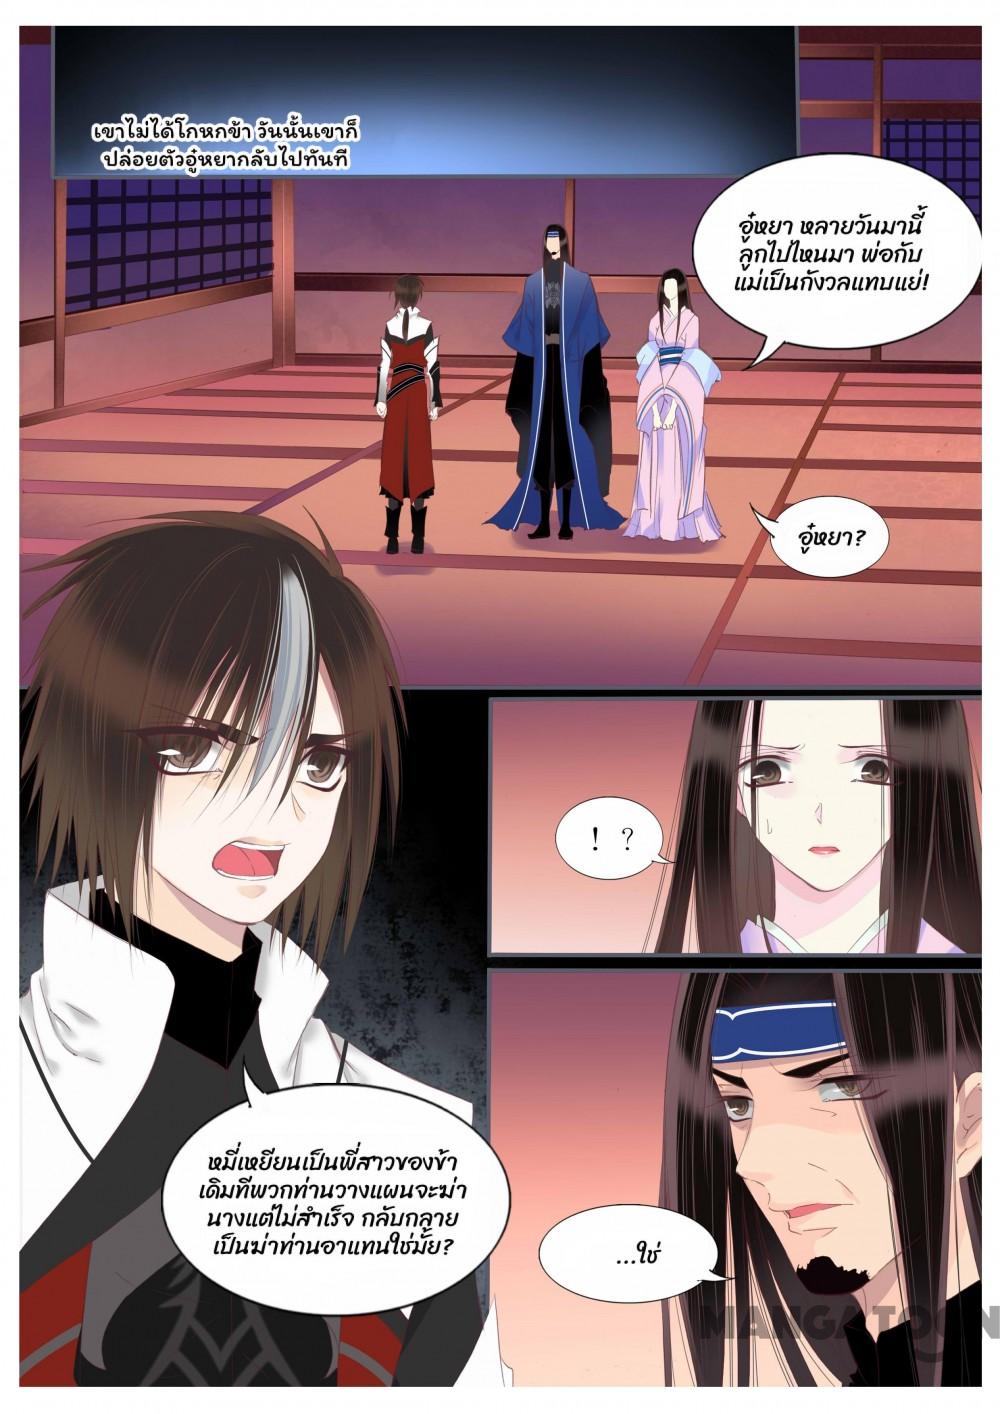 เขาไม่ได้โกหกข้า วันนั้นเขาก็
ปล่อยตัวอู๋หยากลับไปทันที
อู๋หยา หลายวันมานี้
ลูกไปไหนมา พ่อกับ
แม่เป็นกังวลแทบแย่!
อู๋หยา?
! ?
หมี่เหยียนเป็นพี่สาวของข้า
เดิมทีพวกท่านวางแผนจะฆ่า
นางแต่ไม่สำเร็จ กลับกลาย
เป็นฆ่าท่านอาแทนใช่มั้ย?
...ใช่
MANGATOON